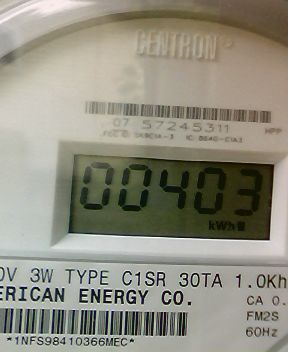 CENTRON
07 57245311
HPP
00403
kWh
0V 3W TYPE C1SR 30TA 1.0Kh
ERICAN ENERGY CO.
CA 0.
FM2S
60Hz
*1NFS98410366MEC*